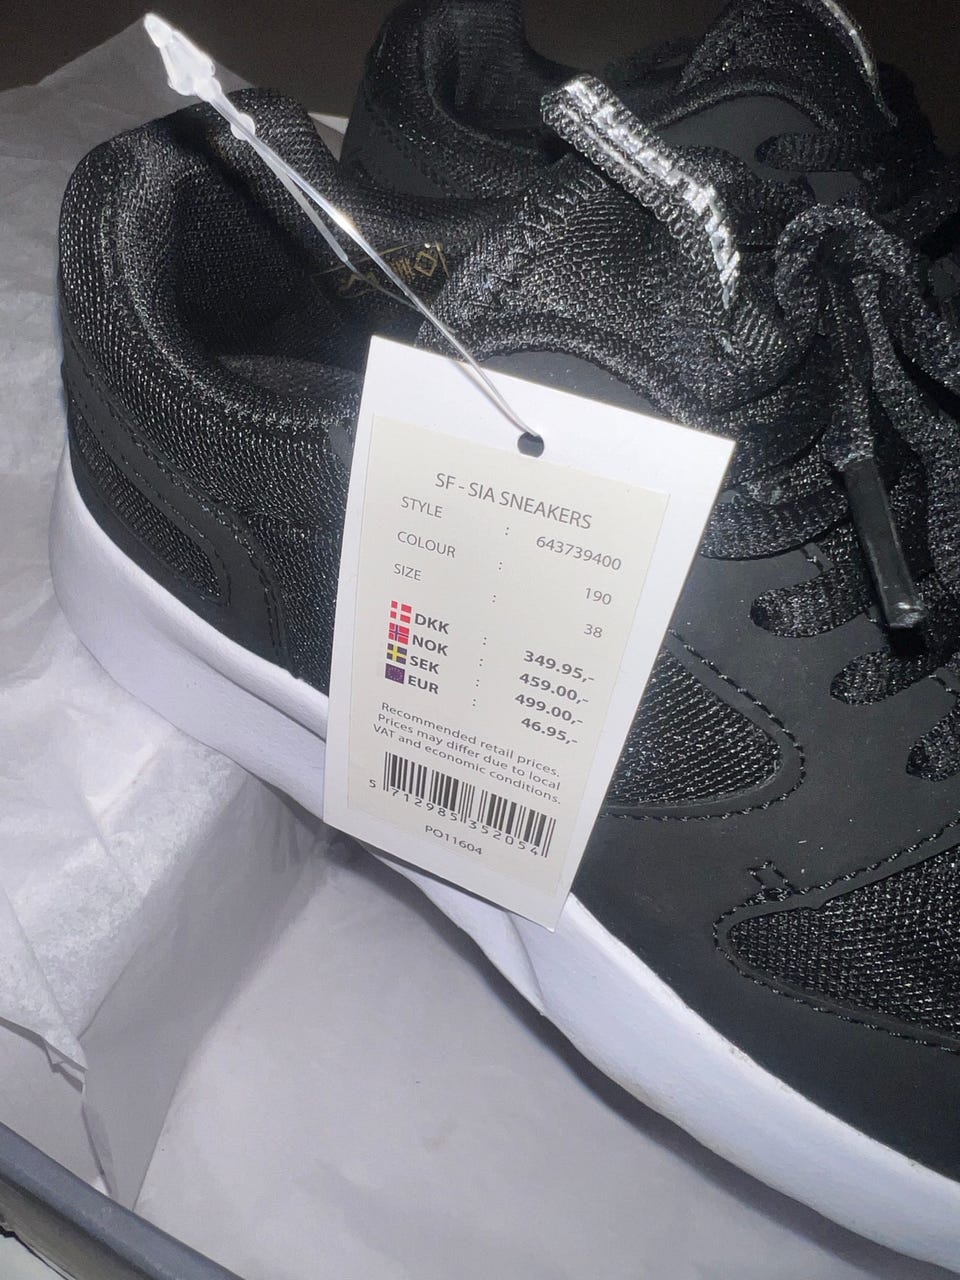 SF - SIA SNEAKERS
STYLE : 643739400
COLOUR : 190
SIZE : 38
DKK : 349.95,-
NOK : 459.00,-
SEK : 499.00,-
EUR : 46.95,-
Recommended retail prices.
Prices may differ due to local
VAT and economic conditions.
5 712985 352054
PO11604